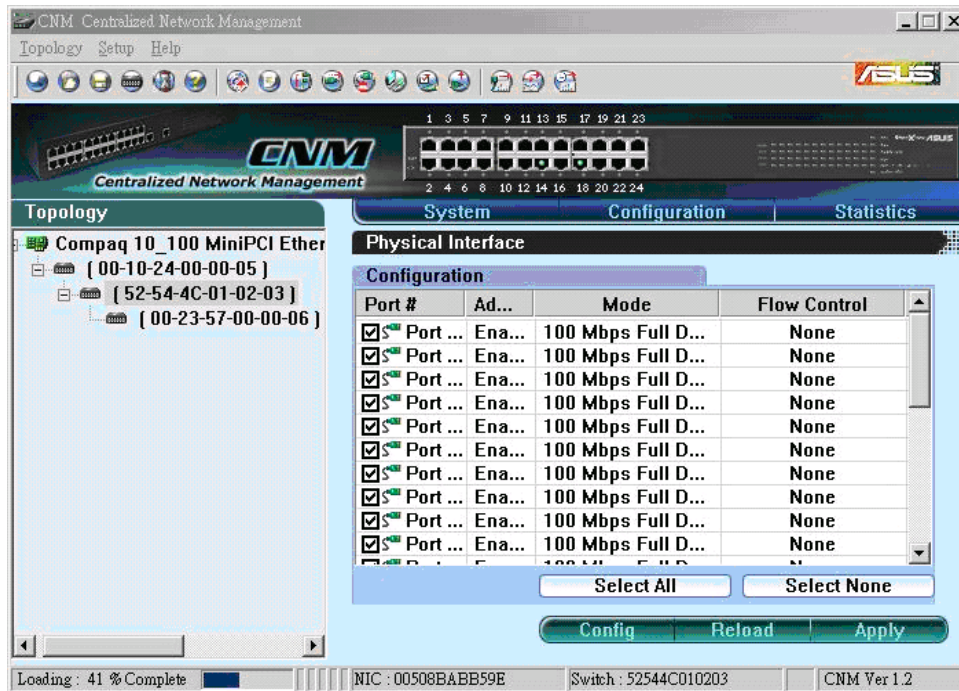 CNM Centralized Network Management
Topology Setup Help
ASUS
1 3 5 7 9 11 13 15 17 19 21 23
CNM
Centralized Network Management
2 4 6 8 10 12 14 16 18 20 22 24
Topology
System Configuration Statistics
Compaq 10_100 MiniPCI Ether
( 00-10-24-00-00-05 )
( 52-54-4C-01-02-03 )
( 00-23-57-00-00-06 )
Physical Interface
Configuration
Port # Ad... Mode Flow Control
Port ... Ena... 100 Mbps Full D... None
Port ... Ena... 100 Mbps Full D... None
Port ... Ena... 100 Mbps Full D... None
Port ... Ena... 100 Mbps Full D... None
Port ... Ena... 100 Mbps Full D... None
Port ... Ena... 100 Mbps Full D... None
Port ... Ena... 100 Mbps Full D... None
Port ... Ena... 100 Mbps Full D... None
Port ... Ena... 100 Mbps Full D... None
Port ... Ena... 100 Mbps Full D... None
Select All Select None
Config Reload Apply
Loading : 41 % Complete NIC : 00508BABB59E Switch : 52544C010203 CNM Ver 1.2